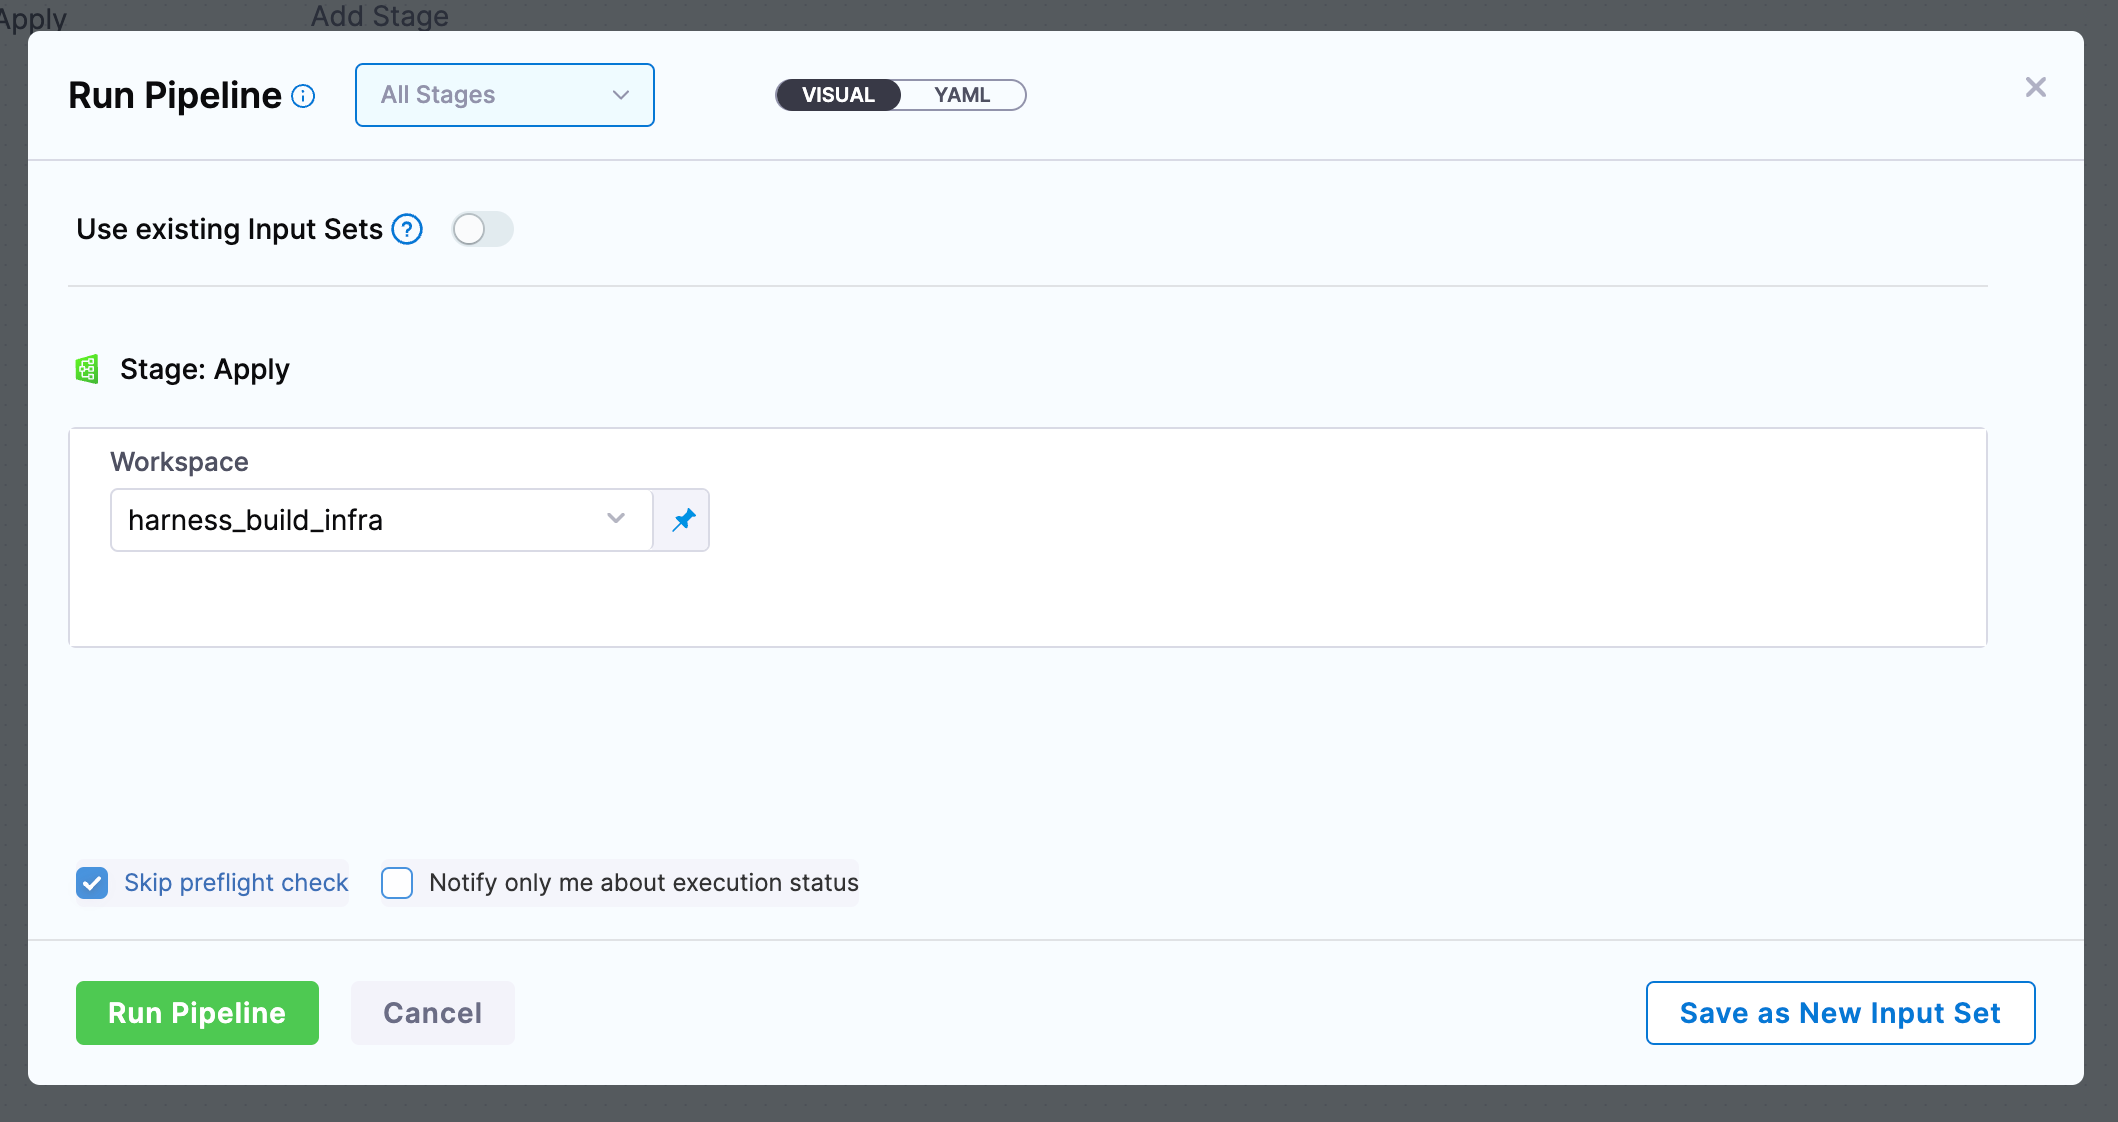 Apply
Add Stage
Run Pipeline
All Stages
VISUAL
YAML
Use existing Input Sets
Stage: Apply
Workspace
harness_build_infra
Skip preflight check
Notify only me about execution status
Run Pipeline
Cancel
Save as New Input Set